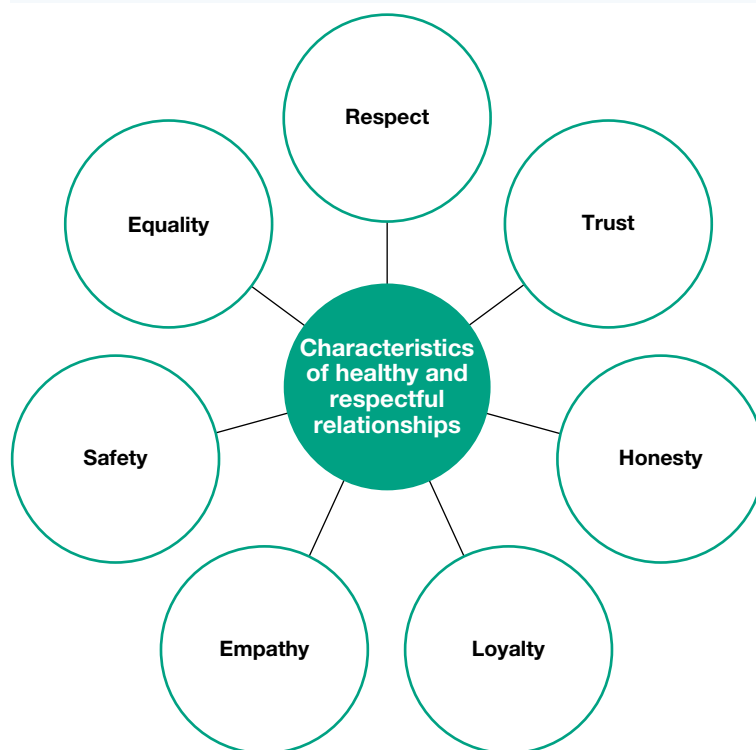 Respect
Equality
Trust
Characteristics
of healthy and
respectful
relationships
Safety
Honesty
Empathy
Loyalty